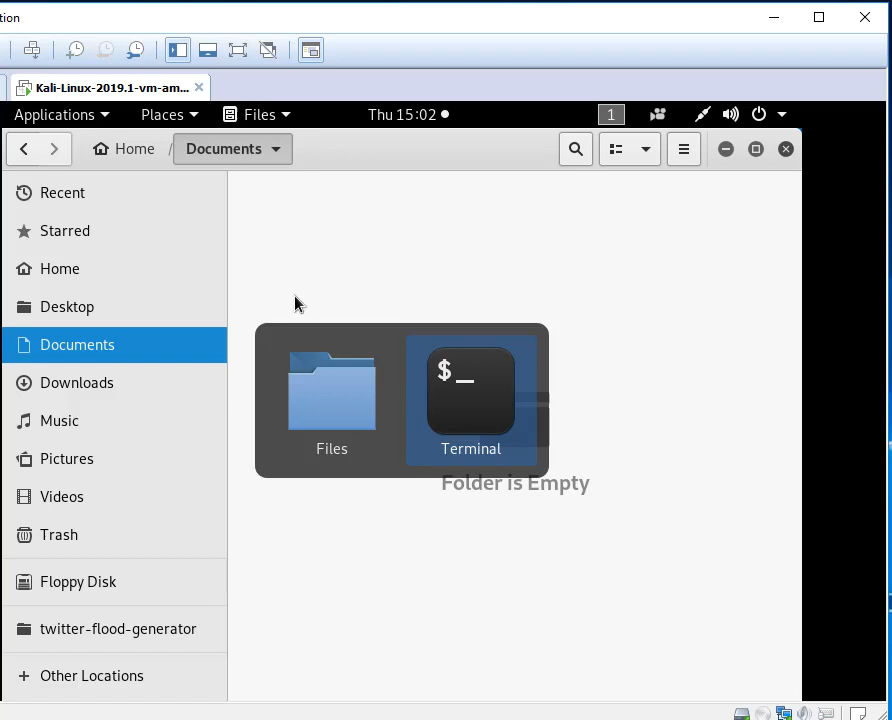 tion
Kali-Linux-2019.1-vm-am...
Applications Places Files Thu 15:02 1
Home / Documents
Recent
Starred
Home
Desktop
Documents
Downloads
Music
Pictures
Videos
Trash
Floppy Disk
twitter-flood-generator
Other Locations
$_
Files Terminal
Folder is Empty